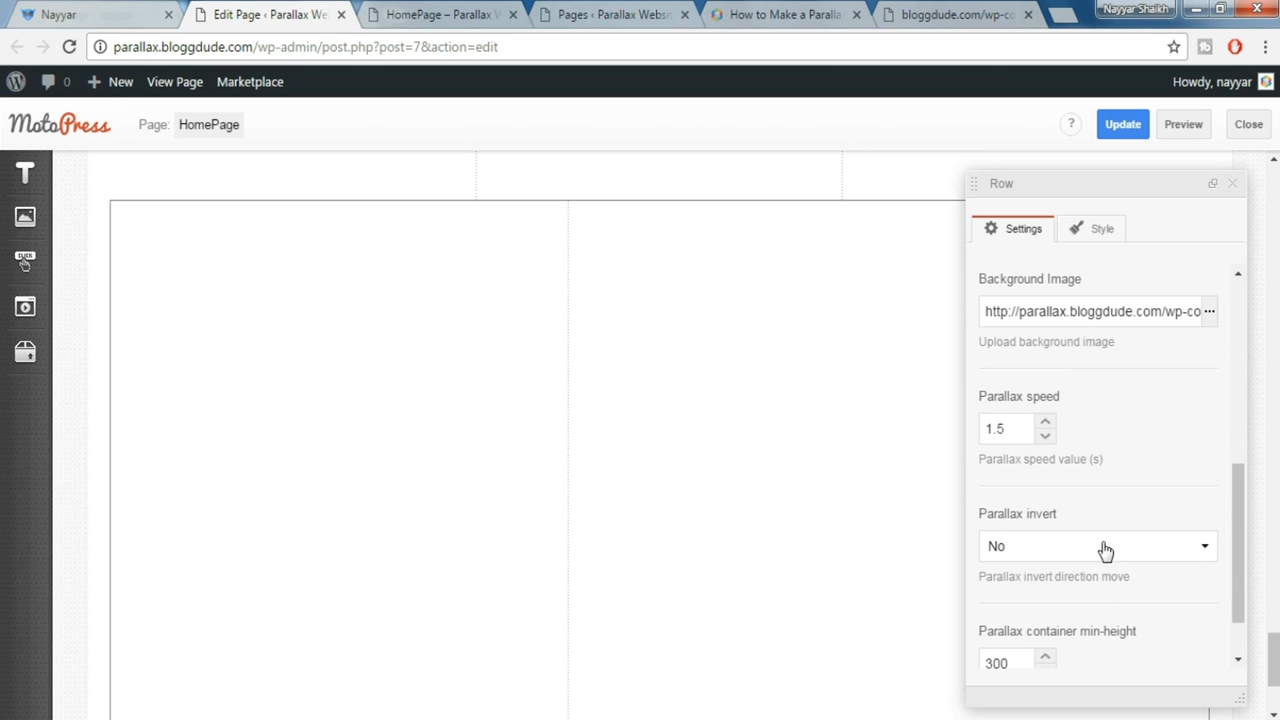 Nayyar
Edit Page ‹ Parallax We
HomePage – Parallax W
Pages ‹ Parallax Websi
How to Make a Paralla
bloggdude.com/wp-co
Nayyar Shaikh
parallax.bloggdude.com/wp-admin/post.php?post=7&action=edit
0
New
View Page
Marketplace
Howdy, nayyar
MotoPress
Page:
HomePage
?
Update
Preview
Close
T
CLICK
Row
Settings
Style
Background Image
http://parallax.bloggdude.com/wp-co
...
Upload background image
Parallax speed
1.5
Parallax speed value (s)
Parallax invert
No
Parallax invert direction move
Parallax container min-height
300